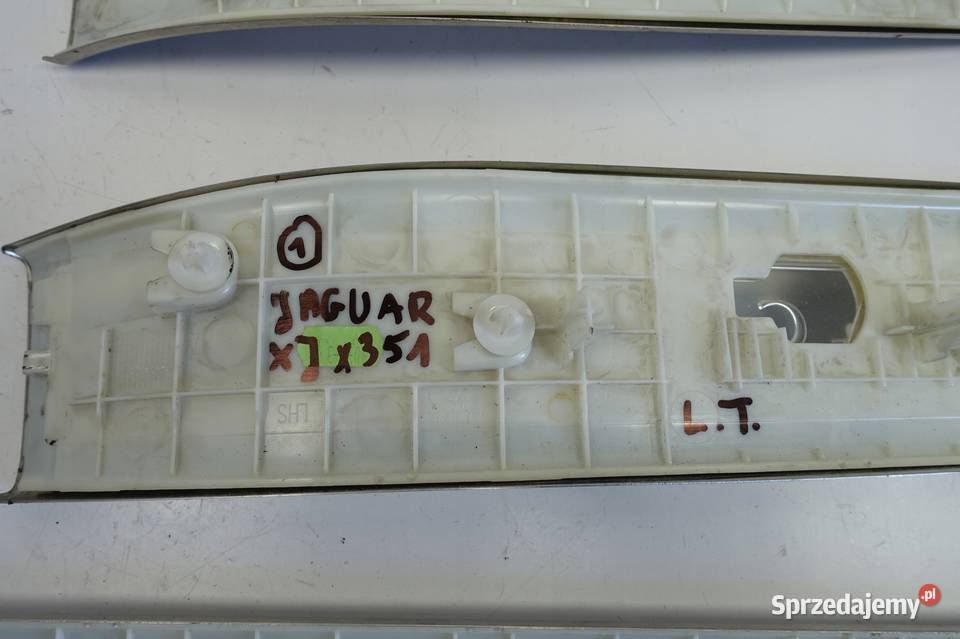 1
JAGUAR
XJ X351
LHS
L.T.
Sprzedajemy.pl